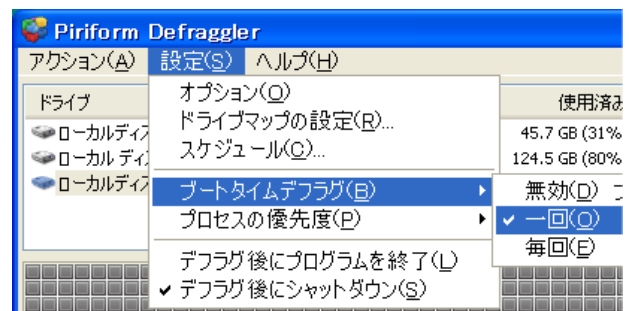 Piriform Defraggler
アクション(A) 設定(S) ヘルプ(H)
オプション(O)
ドライブマップの設定(R)...
スケジュール(C)...
ブートタイムデフラグ(B)
プロセスの優先度(P)
デフラグ後にプログラムを終了(L)
デフラグ後にシャットダウン(S)
無効(D)
一回(O)
毎回(E)
ドライブ 使用済み
ローカルディス 45.7 GB (31%
ローカル ディ 124.5 GB (80%
ローカルディス